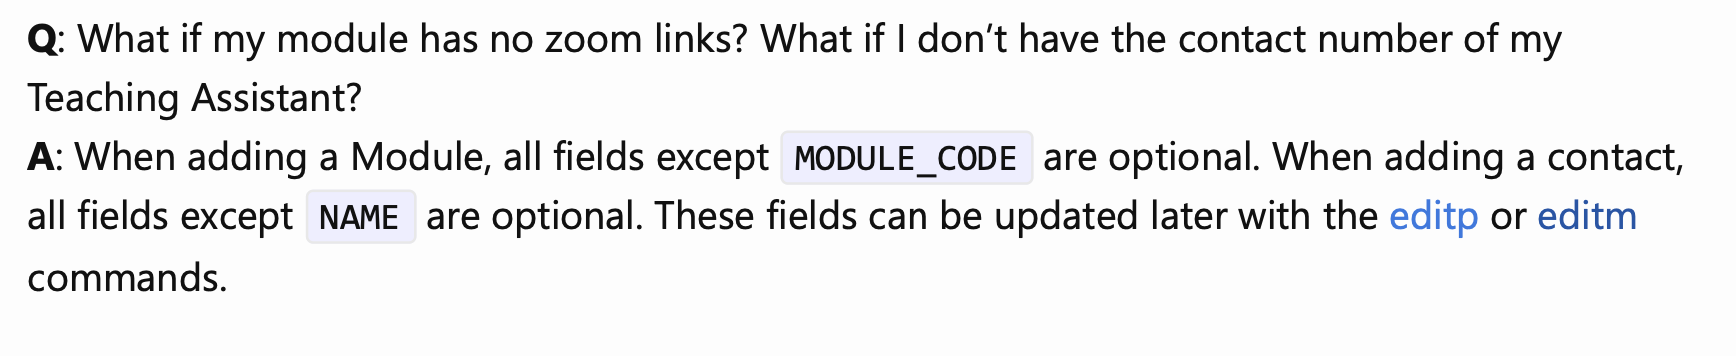 Q: What if my module has no zoom links? What if I don’t have the contact number of my
Teaching Assistant?
A: When adding a Module, all fields except MODULE_CODE are optional. When adding a contact,
all fields except NAME are optional. These fields can be updated later with the editp or editm
commands.